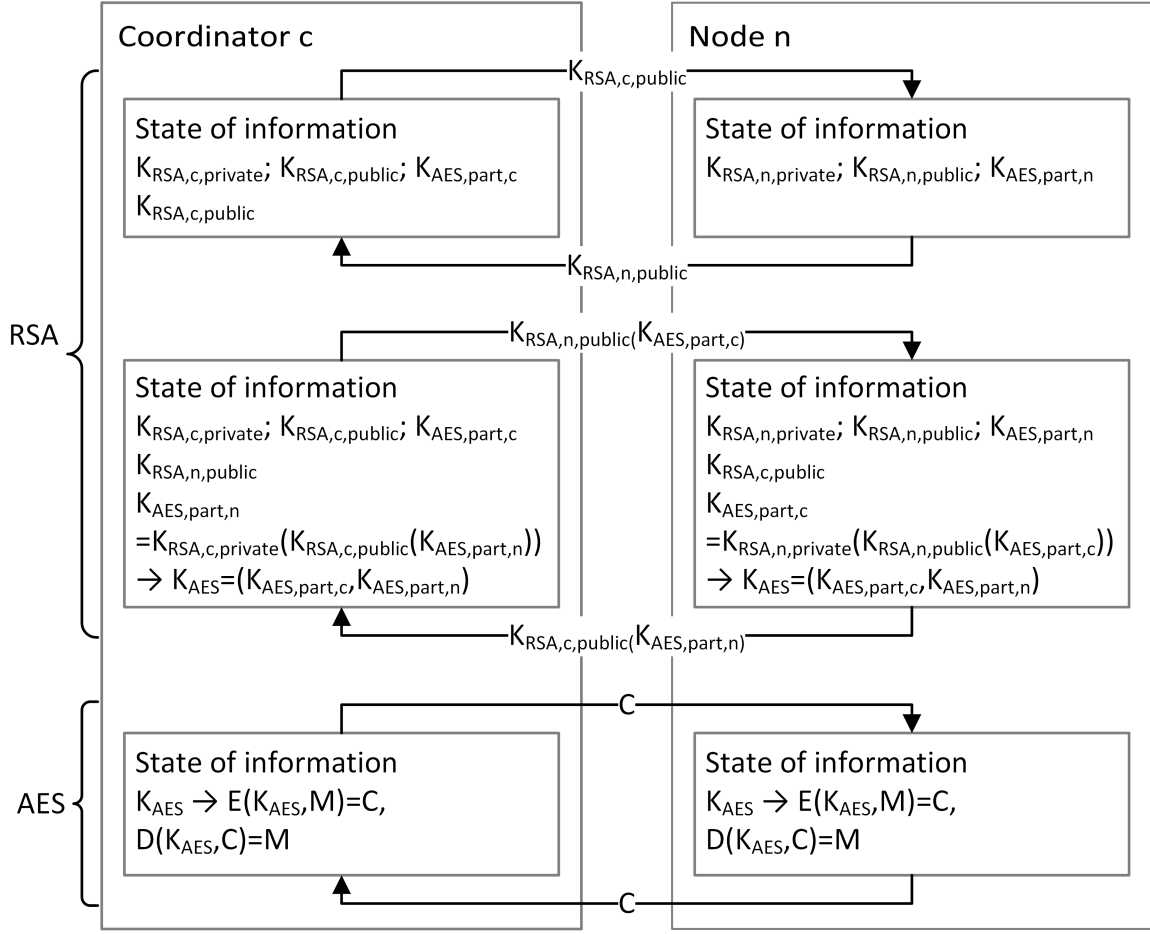 Coordinator c
Node n
K_RSA,c,public
State of information
K_RSA,c,private; K_RSA,c,public; K_AES,part,c
K_RSA,c,public
State of information
K_RSA,n,private; K_RSA,n,public; K_AES,part,n
K_RSA,n,public
RSA
K_RSA,n,public(K_AES,part,c)
State of information
K_RSA,c,private; K_RSA,c,public; K_AES,part,c
K_RSA,n,public
K_AES,part,n
=K_RSA,c,private(K_RSA,c,public(K_AES,part,n))
→ K_AES=(K_AES,part,c,K_AES,part,n)
State of information
K_RSA,n,private; K_RSA,n,public; K_AES,part,n
K_RSA,c,public
K_AES,part,c
=K_RSA,n,private(K_RSA,n,public(K_AES,part,c))
→ K_AES=(K_AES,part,c,K_AES,part,n)
K_RSA,c,public(K_AES,part,n)
AES
C
State of information
K_AES → E(K_AES,M)=C,
D(K_AES,C)=M
State of information
K_AES → E(K_AES,M)=C,
D(K_AES,C)=M
C